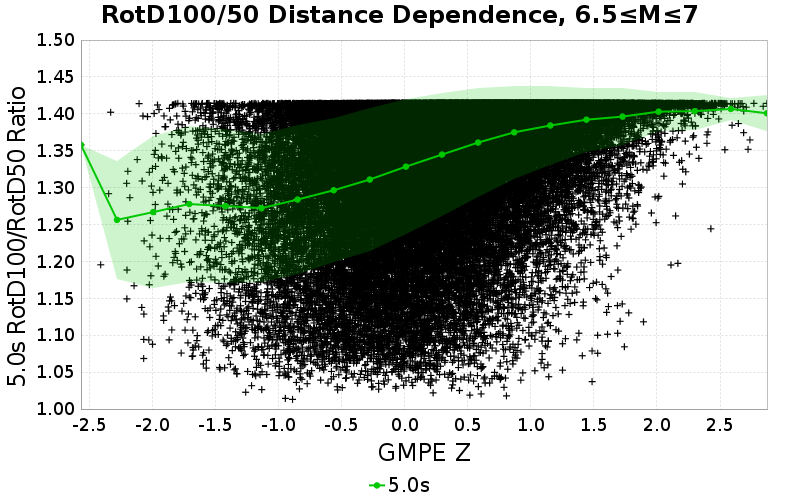 RotD100/50 Distance Dependence, 6.5≤M≤7
5.0s RotD100/RotD50 Ratio
1.50
1.45
1.40
1.35
1.30
1.25
1.20
1.15
1.10
1.05
1.00
-2.5 -2.0 -1.5 -1.0 -0.5 0.0 0.5 1.0 1.5 2.0 2.5
GMPE Z
5.0s